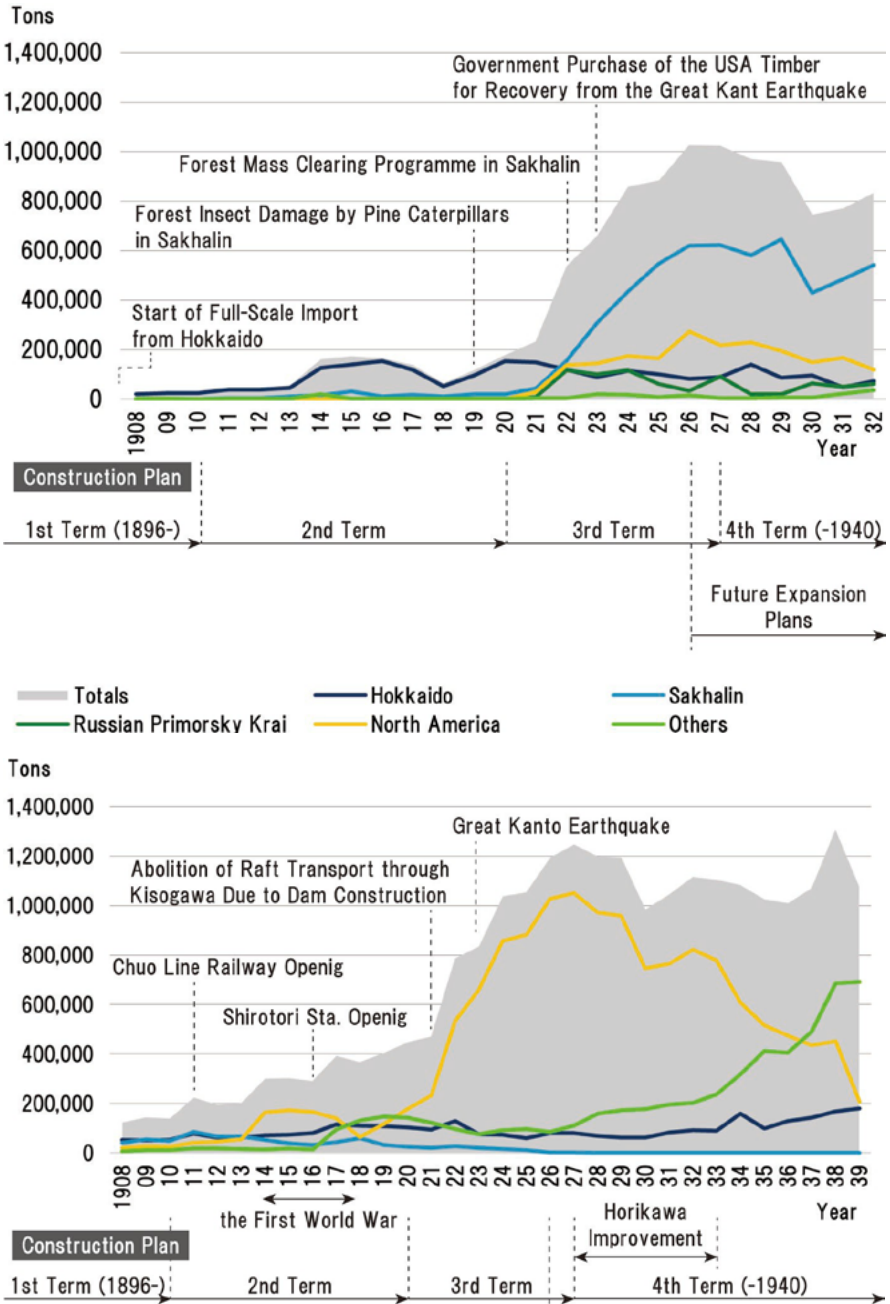 Tons
1,400,000
1,200,000
1,000,000
800,000
600,000
400,000
200,000
0
Government Purchase of the USA Timber
for Recovery from the Great Kant Earthquake
Forest Mass Clearing Programme in Sakhalin
Forest Insect Damage by Pine Caterpillars
in Sakhalin
Start of Full-Scale Import
from Hokkaido
1908 09 10 11 12 13 14 15 16 17 18 19 20 21 22 23 24 25 26 27 28 29 30 31 32
Year
Construction Plan
1st Term (1896-) 2nd Term 3rd Term 4th Term (-1940)
Future Expansion
Plans
Totals Hokkaido Sakhalin
Russian Primorsky Krai North America Others
Tons
1,400,000
1,200,000
1,000,000
800,000
600,000
400,000
200,000
0
Great Kanto Earthquake
Abolition of Raft Transport through
Kisogawa Due to Dam Construction
Chuo Line Railway Openig
Shirotori Sta. Openig
1908 09 10 11 12 13 14 15 16 17 18 19 20 21 22 23 24 25 26 27 28 29 30 31 32 33 34 35 36 37 38 39
the First World War
Horikawa
Improvement
Year
Construction Plan
1st Term (1896-) 2nd Term 3rd Term 4th Term (-1940)